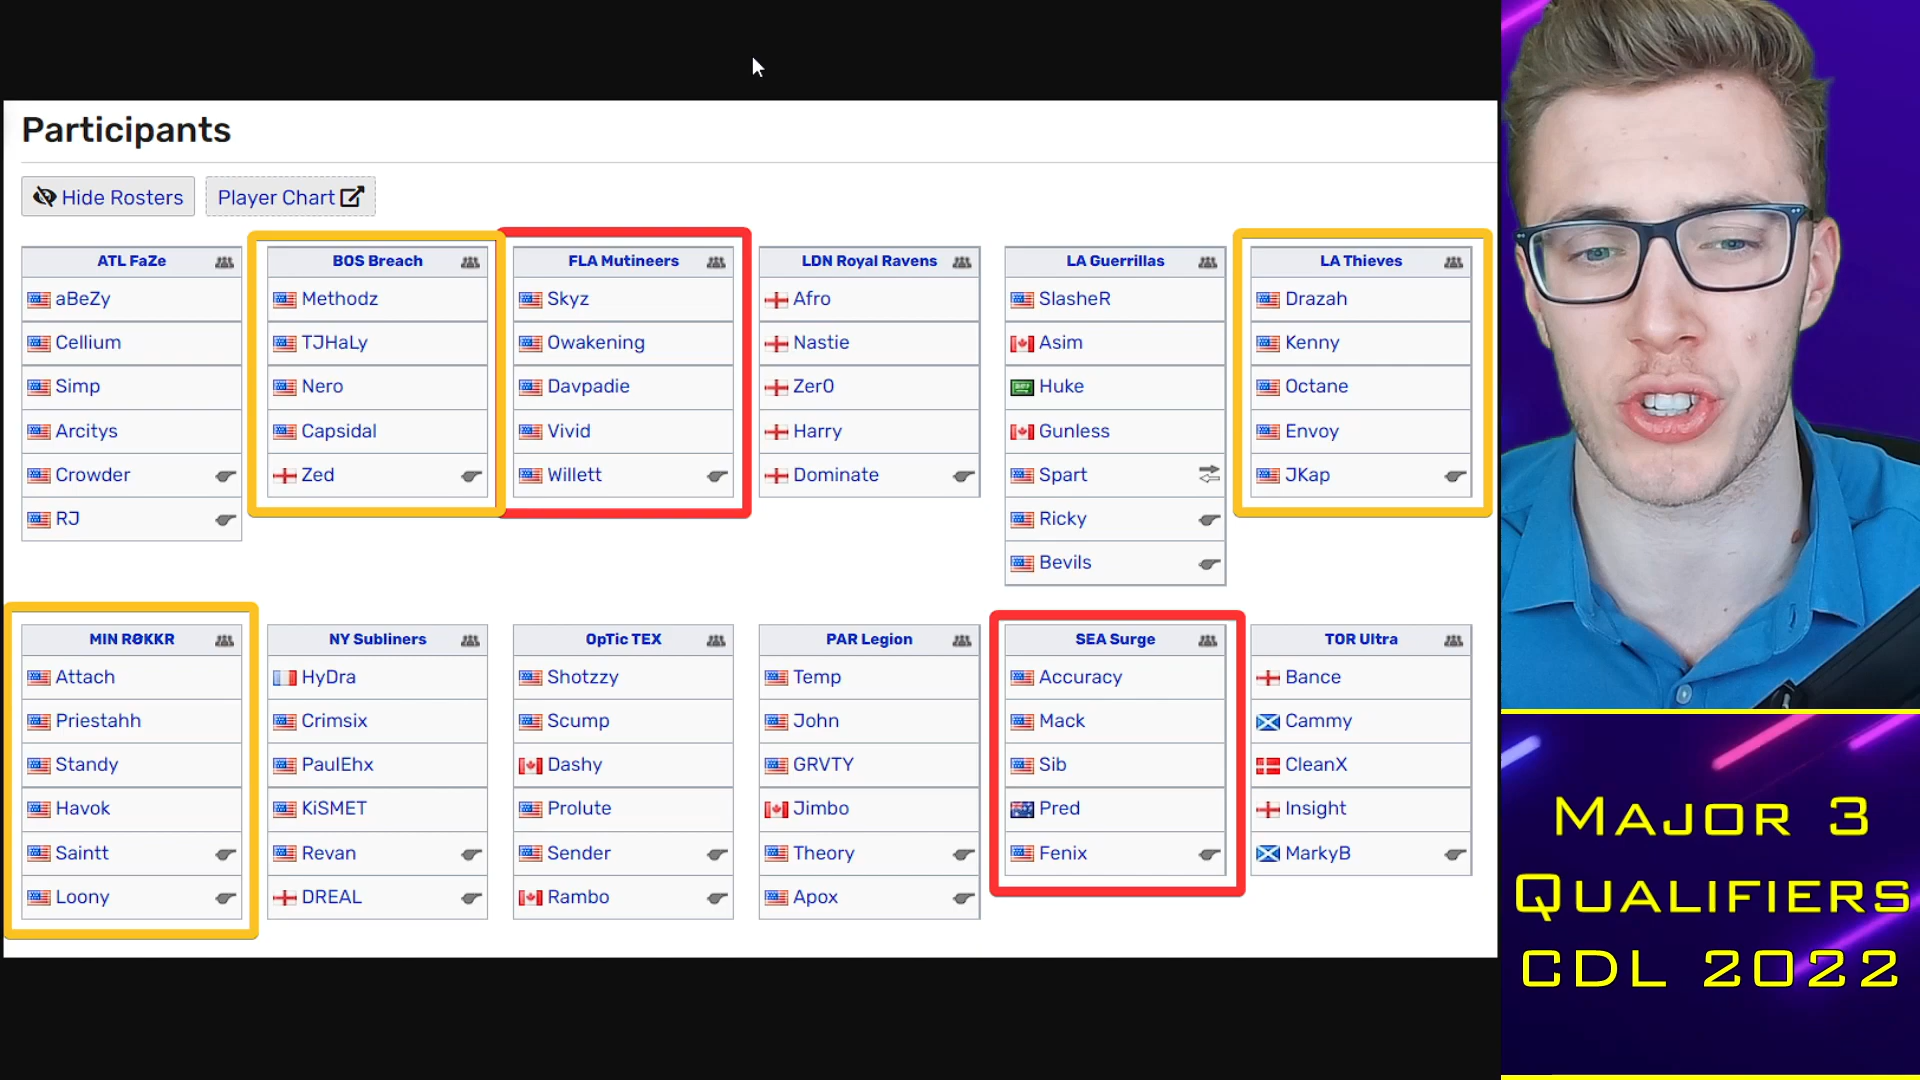 Participants
Hide Rosters
Player Chart
ATL FaZe
aBeZy
Cellium
Simp
Arcitys
Crowder
RJ
BOS Breach
Methodz
TJHaLy
Nero
Capsidal
Zed
FLA Mutineers
Skyz
Owakening
Davpadie
Vivid
Willett
LDN Royal Ravens
Afro
Nastie
Zer0
Harry
Dominate
LA Guerrillas
SlasheR
Asim
Huke
Gunless
Spart
Ricky
Bevils
LA Thieves
Drazah
Kenny
Octane
Envoy
JKap
MIN RØKKR
Attach
Priestahh
Standy
Havok
Saintt
Loony
NY Subliners
HyDra
Crimsix
PaulEhx
KiSMET
Revan
DREAL
OpTic TEX
Shotzzy
Scump
Dashy
Prolute
Sender
Rambo
PAR Legion
Temp
John
GRVTY
Jimbo
Theory
Apox
SEA Surge
Accuracy
Mack
Sib
Pred
Fenix
TOR Ultra
Bance
Cammy
CleanX
Insight
MarkyB
Major 3
Qualifiers
CDL 2022